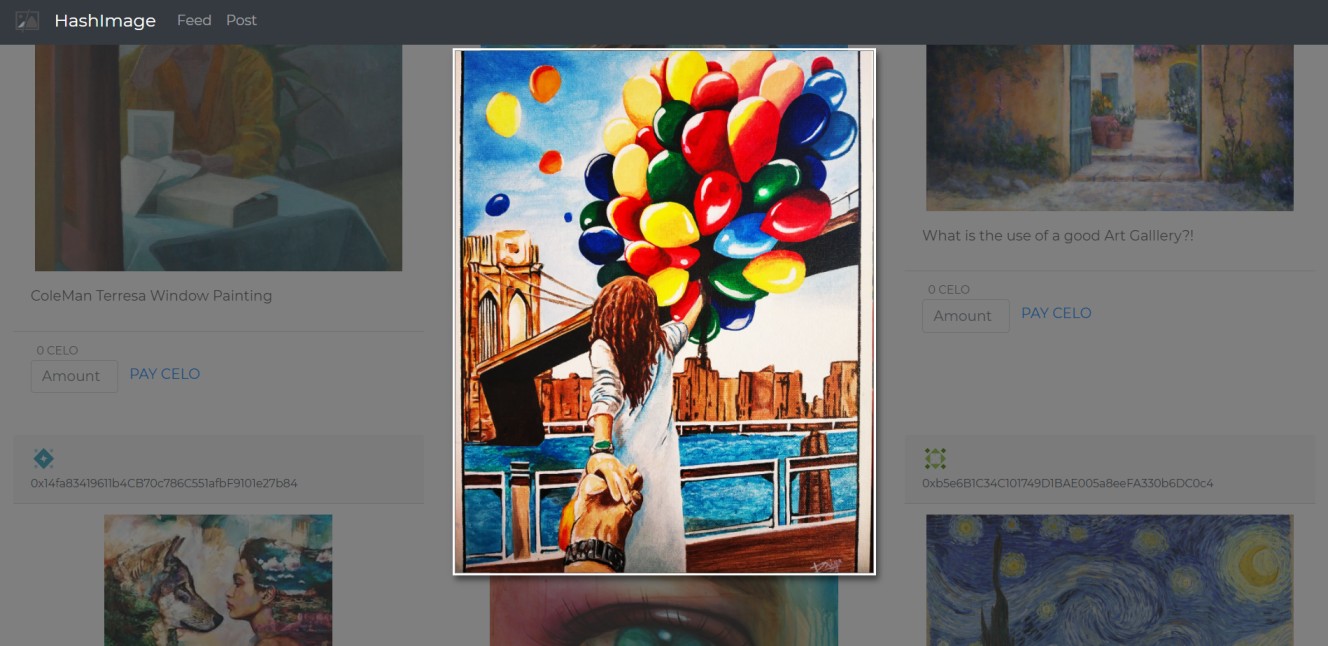 HashImage Feed Post
What is the use of a good Art Galllery?!
ColeMan Terresa Window Painting
0 CELO
Amount PAY CELO
0 CELO
Amount PAY CELO
0x14fa83419611b4CB70c786C551afbF9101e27b84
0xb5e6B1C34C101749D1BAE005a8eeFA330b6DC0c4